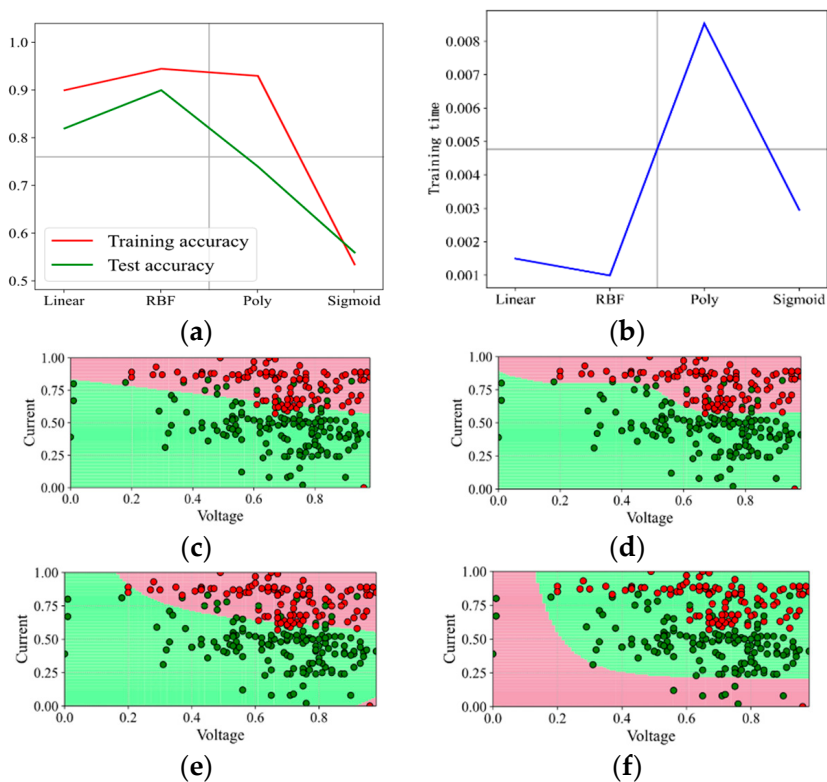 1.0
0.9
0.8
0.7
0.6
0.5
Training accuracy
Test accuracy
Linear RBF Poly Sigmoid
(a)
Training time
0.008
0.006
0.005
0.003
0.001
Linear RBF Poly Sigmoid
(b)
Current
1.00
0.75
0.50
0.25
0.00
0.0 0.2 0.4 0.6 0.8
Voltage
(c)
Current
1.00
0.75
0.50
0.25
0.00
0.0 0.2 0.4 0.6 0.8
Voltage
(d)
Current
1.00
0.75
0.50
0.25
0.00
0.0 0.2 0.4 0.6 0.8
Voltage
(e)
Current
1.00
0.75
0.50
0.25
0.00
0.0 0.2 0.4 0.6 0.8
Voltage
(f)